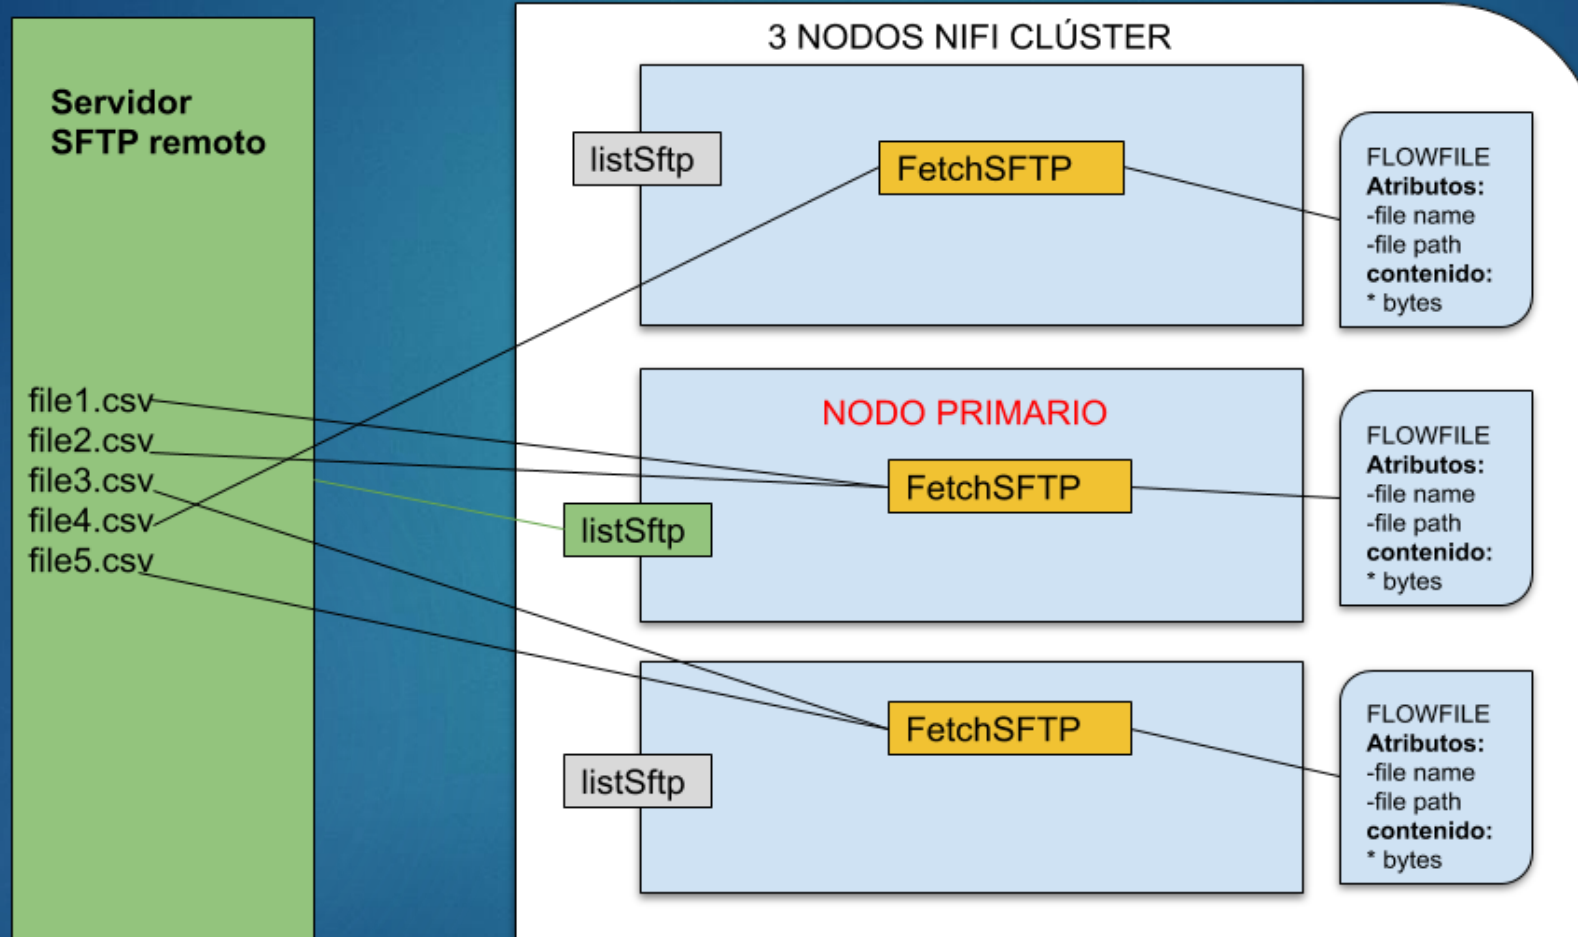 Servidor
SFTP remoto
file1.csv
file2.csv
file3.csv
file4.csv
file5.csv
3 NODOS NIFI CLÚSTER
listSftp
FetchSFTP
FLOWFILE
Atributos:
-file name
-file path
contenido:
* bytes
NODO PRIMARIO
FetchSFTP
listSftp
FLOWFILE
Atributos:
-file name
-file path
contenido:
* bytes
FetchSFTP
listSftp
FLOWFILE
Atributos:
-file name
-file path
contenido:
* bytes